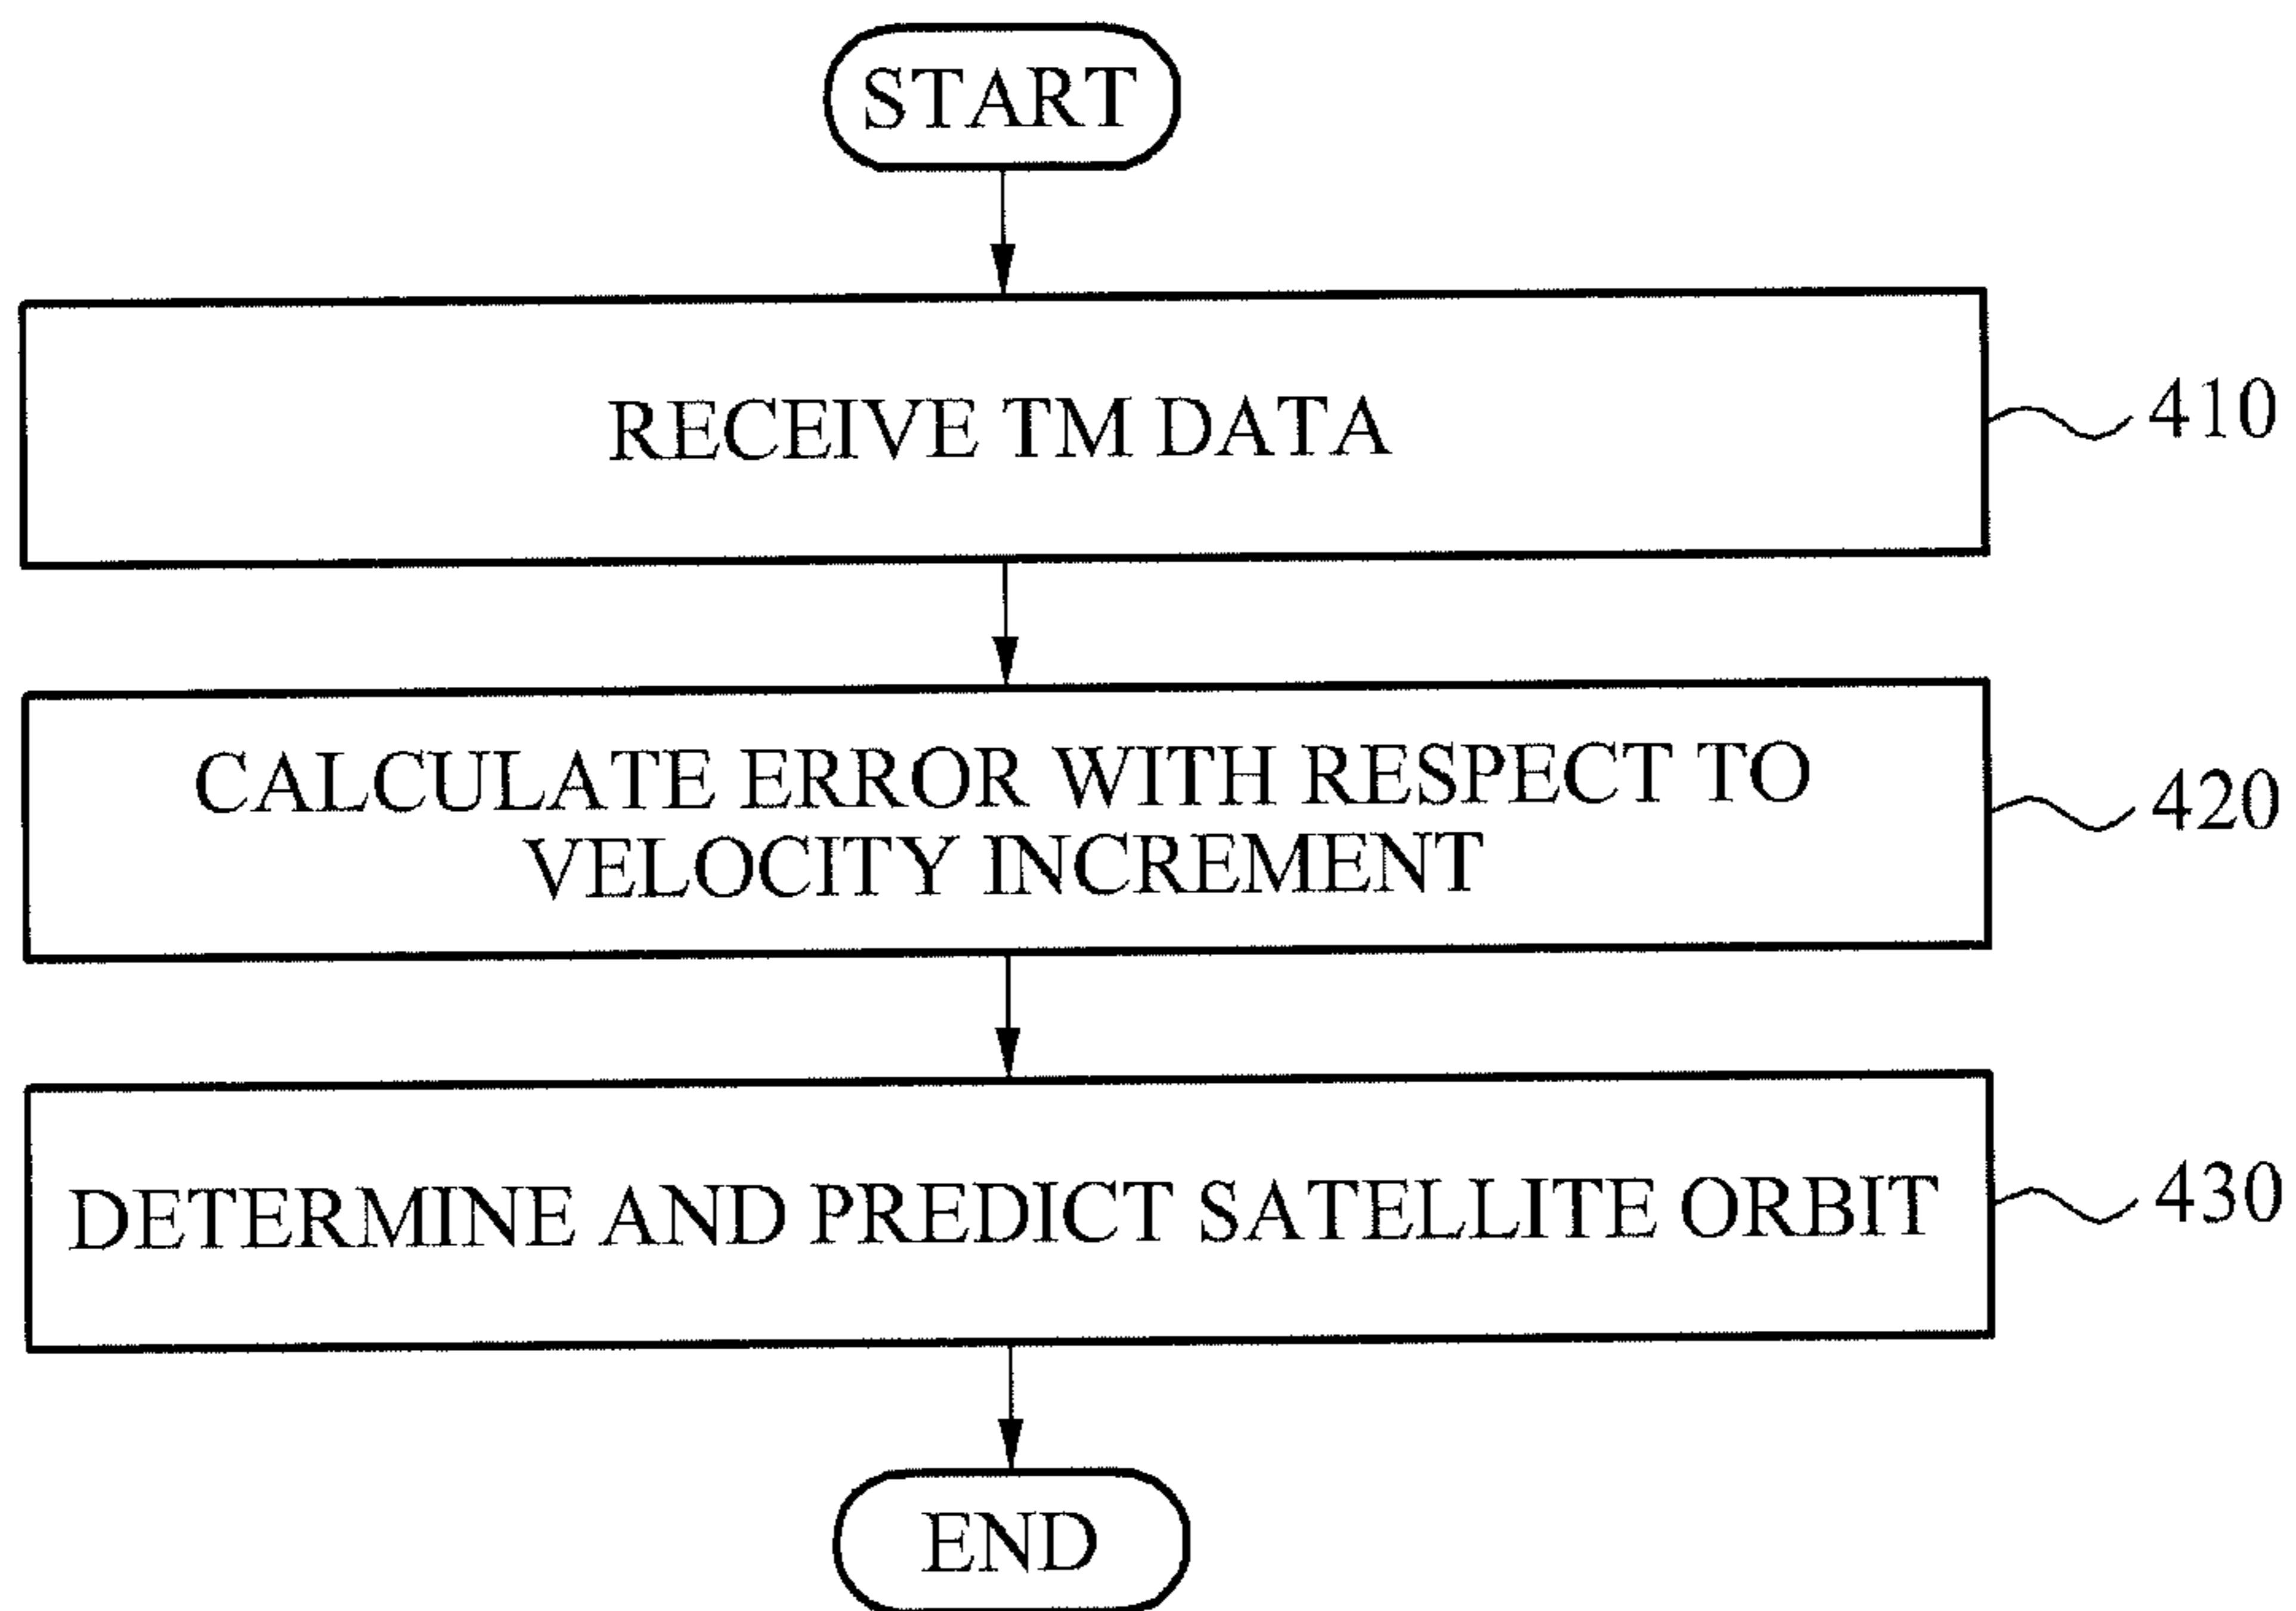 START
RECEIVE TM DATA
410
CALCULATE ERROR WITH RESPECT TO
VELOCITY INCREMENT
420
DETERMINE AND PREDICT SATELLITE ORBIT
430
END